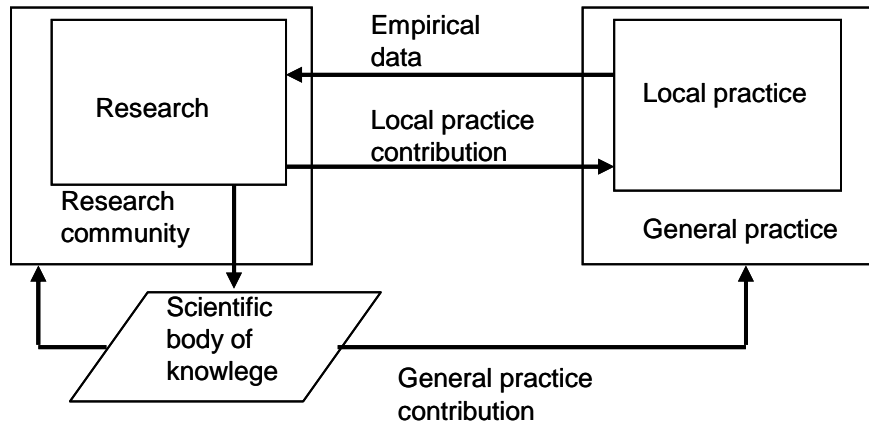 Empirical
data
Research
Local practice
Local practice
contribution
Research
community
General practice
Scientific
body of
knowlege
General practice
contribution